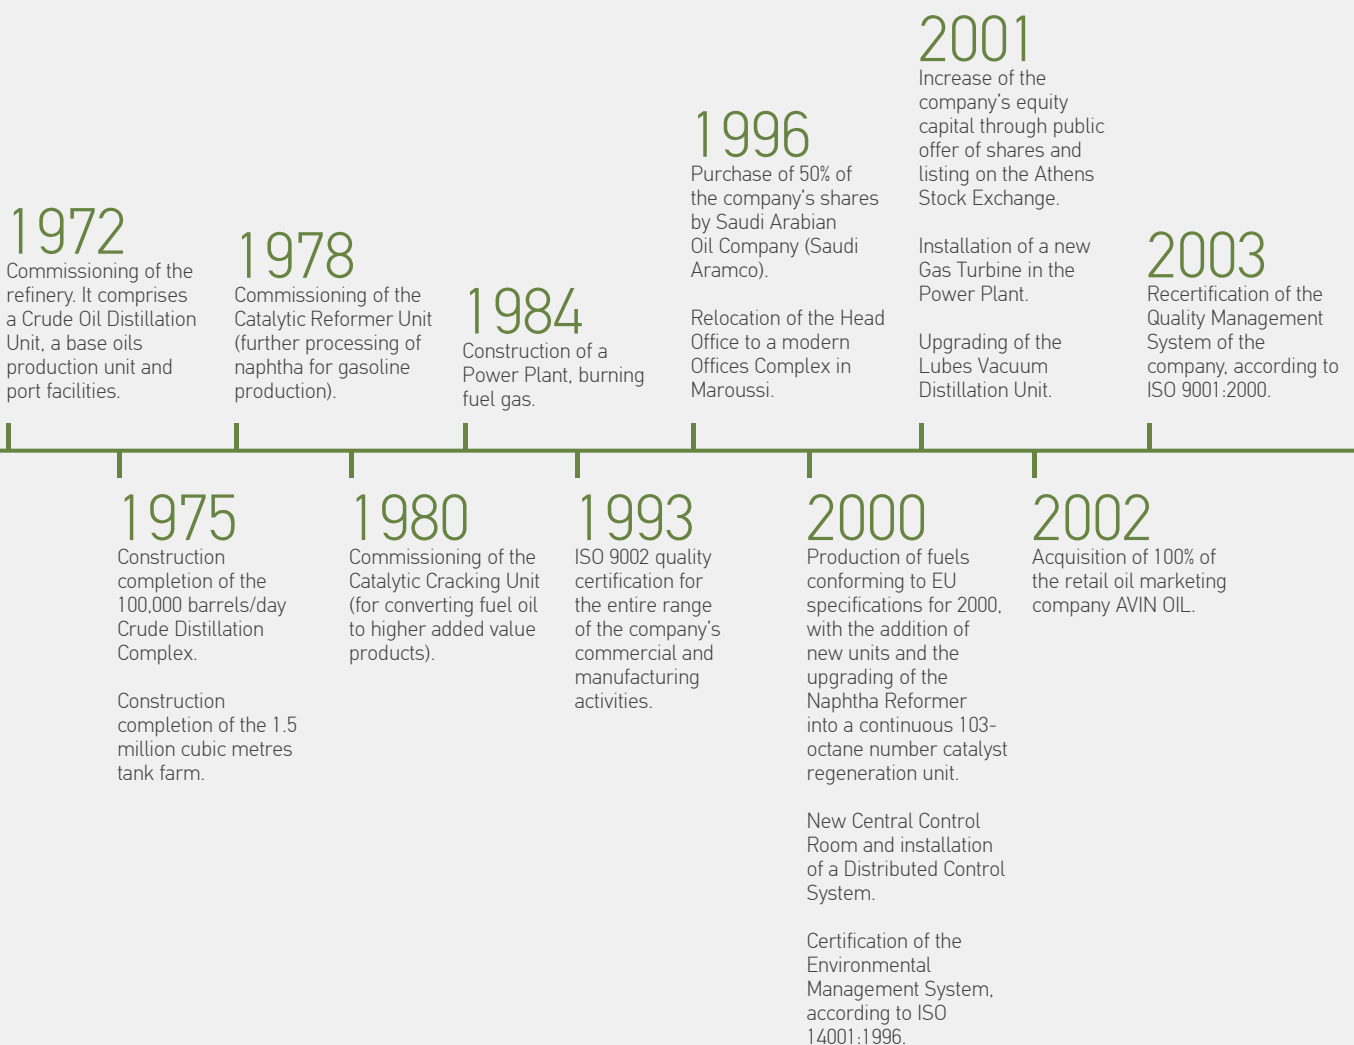 1972
Commissioning of the
refinery. It comprises
a Crude Oil Distillation
Unit, a base oils
production unit and
port facilities.
1975
Construction
completion of the
100,000 barrels/day
Crude Distillation
Complex.
Construction
completion of the 1.5
million cubic metres
tank farm.
1978
Commissioning of the
Catalytic Reformer Unit
(further processing of
naphtha for gasoline
production).
1980
Commissioning of the
Catalytic Cracking Unit
(for converting fuel oil
to higher added value
products).
1984
Construction of a
Power Plant, burning
fuel gas.
1993
ISO 9002 quality
certification for
the entire range
of the company's
commercial and
manufacturing
activities.
1996
Purchase of 50% of
the company's shares
by Saudi Arabian
Oil Company (Saudi
Aramco).
Relocation of the Head
Office to a modern
Offices Complex in
Maroussi.
2000
Production of fuels
conforming to EU
specifications for 2000,
with the addition of
new units and the
upgrading of the
Naphtha Reformer
into a continuous 103-
octane number catalyst
regeneration unit.
New Central Control
Room and installation
of a Distributed Control
System.
Certification of the
Environmental
Management System,
according to ISO
14001:1996.
2001
Increase of the
company's equity
capital through public
offer of shares and
listing on the Athens
Stock Exchange.
Installation of a new
Gas Turbine in the
Power Plant.
Upgrading of the
Lubes Vacuum
Distillation Unit.
2002
Acquisition of 100% of
the retail oil marketing
company AVIN OIL.
2003
Recertification of the
Quality Management
System of the
company, according to
ISO 9001:2000.